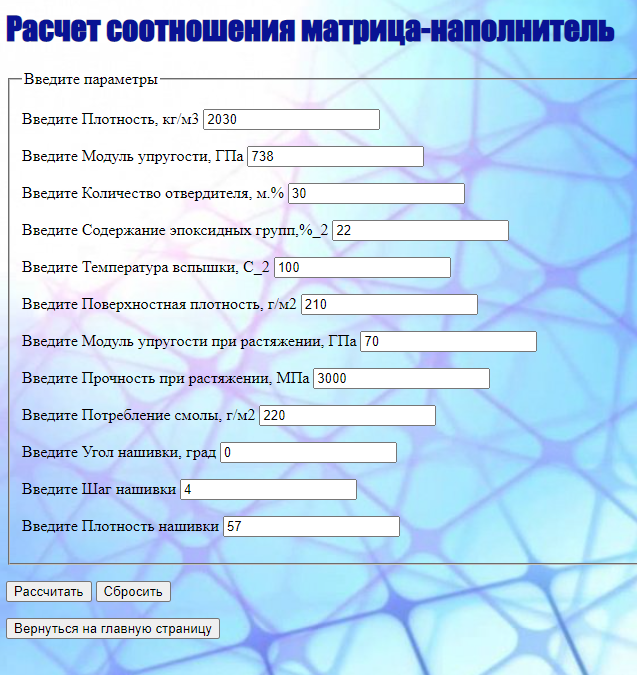 Расчет соотношения матрица-наполнитель
Введите параметры
Введите Плотность, кг/м3 2030
Введите Модуль упругости, ГПа 738
Введите Количество отвердителя, м.% 30
Введите Содержание эпоксидных групп,%_2 22
Введите Температура вспышки, С_2 100
Введите Поверхностная плотность, г/м2 210
Введите Модуль упругости при растяжении, ГПа 70
Введите Прочность при растяжении, МПа 3000
Введите Потребление смолы, г/м2 220
Введите Угол нашивки, град 0
Введите Шаг нашивки 4
Введите Плотность нашивки 57
Рассчитать Сбросить
Вернуться на главную страницу